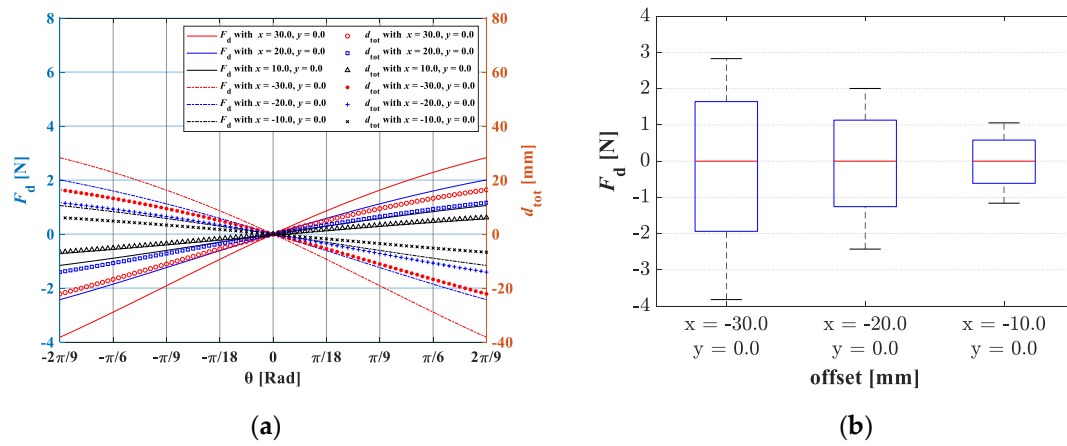 8
6
4
2
0
-2
-4
F_d [N]
80
60
40
20
0
-20
-40
d_tot [mm]
F_d with x = 30.0, y = 0.0
F_d with x = 20.0, y = 0.0
F_d with x = 10.0, y = 0.0
F_d with x = -30.0, y = 0.0
F_d with x = -20.0, y = 0.0
F_d with x = -10.0, y = 0.0
d_tot with x = 30.0, y = 0.0
d_tot with x = 20.0, y = 0.0
d_tot with x = 10.0, y = 0.0
d_tot with x = -30.0, y = 0.0
d_tot with x = -20.0, y = 0.0
d_tot with x = -10.0, y = 0.0
-2π/9 -π/6 -π/9 -π/18 0 π/18 π/9 π/6 2π/9
θ [Rad]
(a)
4
3
2
1
0
-1
-2
-3
-4
F_d [N]
x = -30.0 x = -20.0 x = -10.0
y = 0.0 y = 0.0 y = 0.0
offset [mm]
(b)